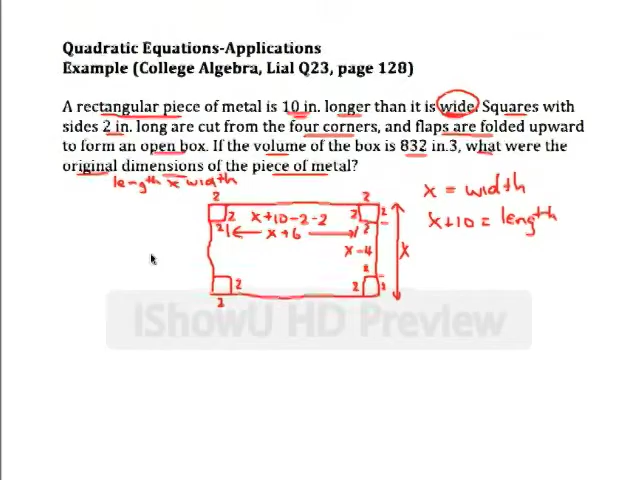 Quadratic Equations-Applications
Example (College Algebra, Lial Q23, page 128)
A rectangular piece of metal is 10 in. longer than it is wide. Squares with
sides 2 in. long are cut from the four corners, and flaps are folded upward
to form an open box. If the volume of the box is 832 in.3, what were the
original dimensions of the piece of metal?
length x width
x = width
x+10 = length
2 2
2 x+10-2-2 2 2
2 x+6 2
x-4 x
2
2 2 2
2
IShowU HD Preview